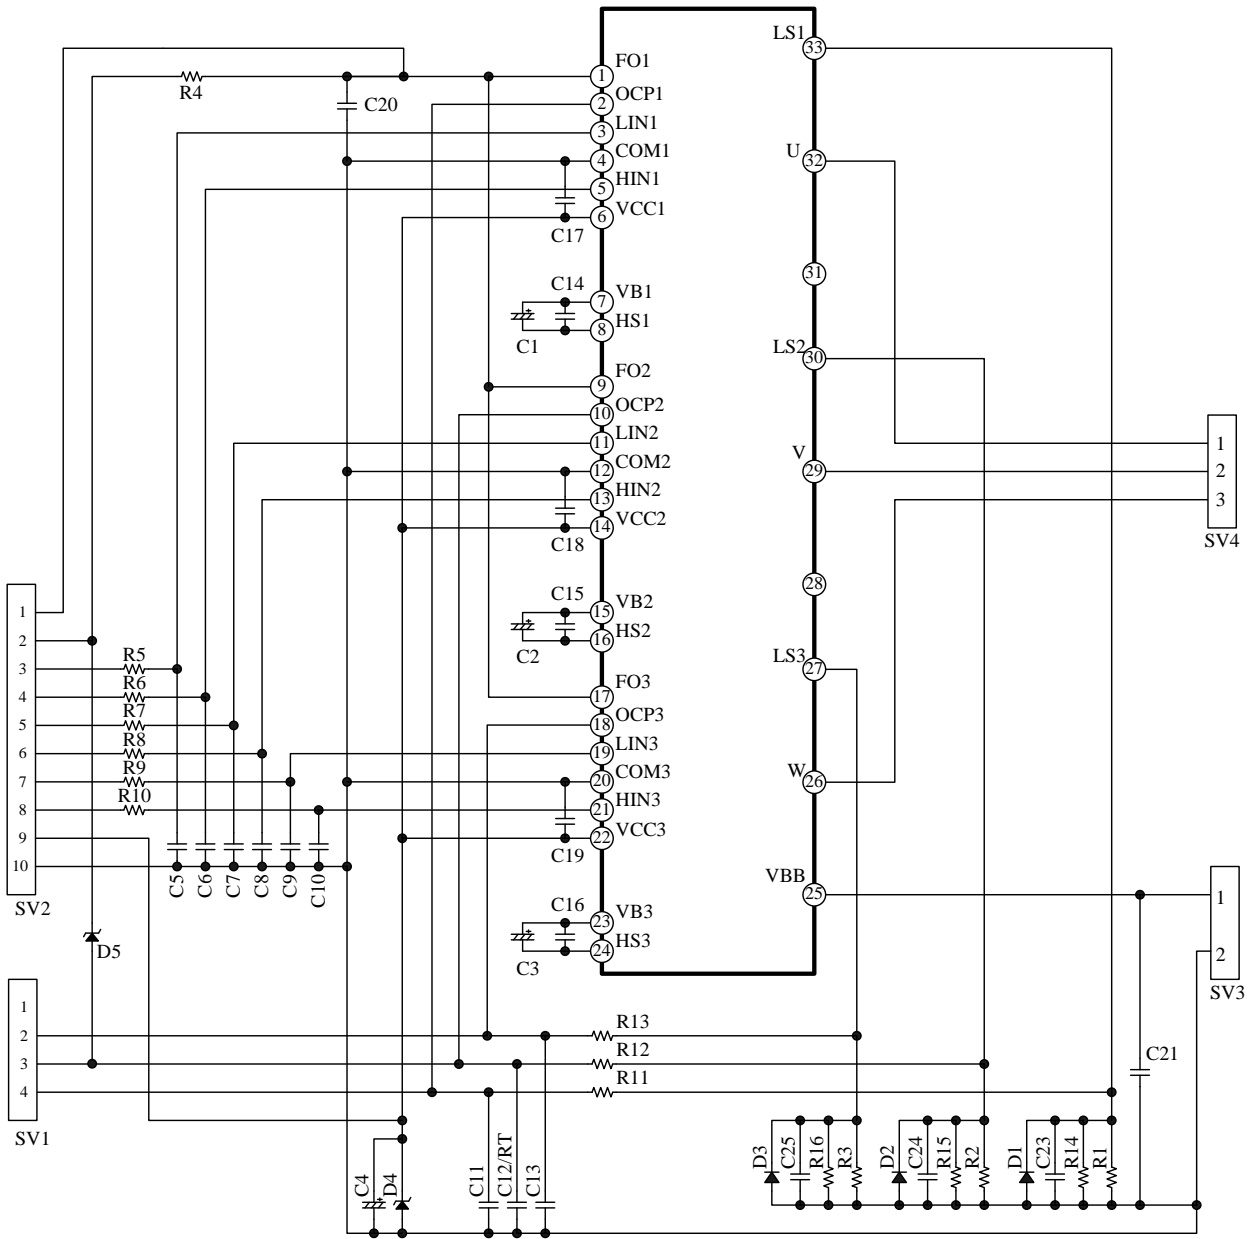 LS1
33
FO1
1
R4
C20
OCP1
2
LIN1
3
COM1
4
U
32
HIN1
5
VCC1
6
C17
31
C14
VB1
7
HS1
8
C1
LS2
30
FO2
9
OCP2
10
LIN2
11
COM2
12
V
29
HIN2
13
VCC2
14
C18
1
2
3
SV4
28
C15
VB2
15
HS2
16
C2
LS3
27
FO3
17
OCP3
18
LIN3
19
COM3
20
W
26
HIN3
21
VCC3
22
C19
1
2
3
4
5
6
7
8
9
10
SV2
R5
R6
R7
R8
R9
R10
C5
C6
C7
C8
C9
C10
VBB
25
C16
VB3
23
HS3
24
C3
1
2
SV3
D5
1
2
3
4
SV1
R13
R12
R11
C21
C4
D4
C11
C12/RT
C13
D3
C25
R16
R3
D2
C24
R15
R2
D1
C23
R14
R1